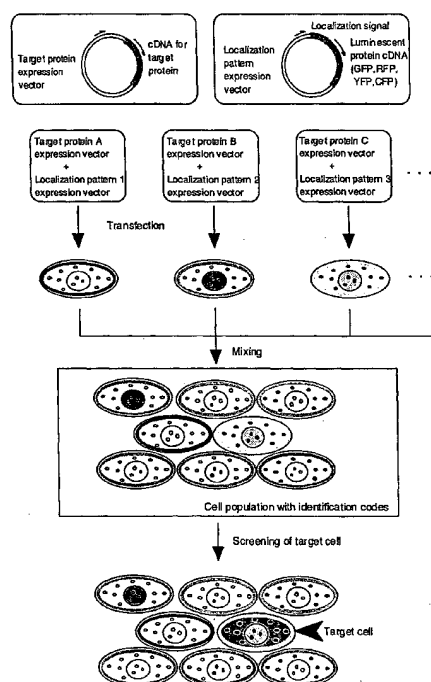 Target protein
expression
vector
cDNA for
target
protein
Localization signal
Localization
pattern
expression
vector
Luminescent
protein cDNA
(GFP,RFP,
YFP,CFP)
Target protein A
expression vector
+
Localization pattern 1
expression vector
Target protein B
expression vector
+
Localization pattern 2
expression vector
Target protein C
expression vector
+
Localization pattern 3
expression vector
Transfection
Mixing
Cell population with identification codes
Screening of target cell
Target cell